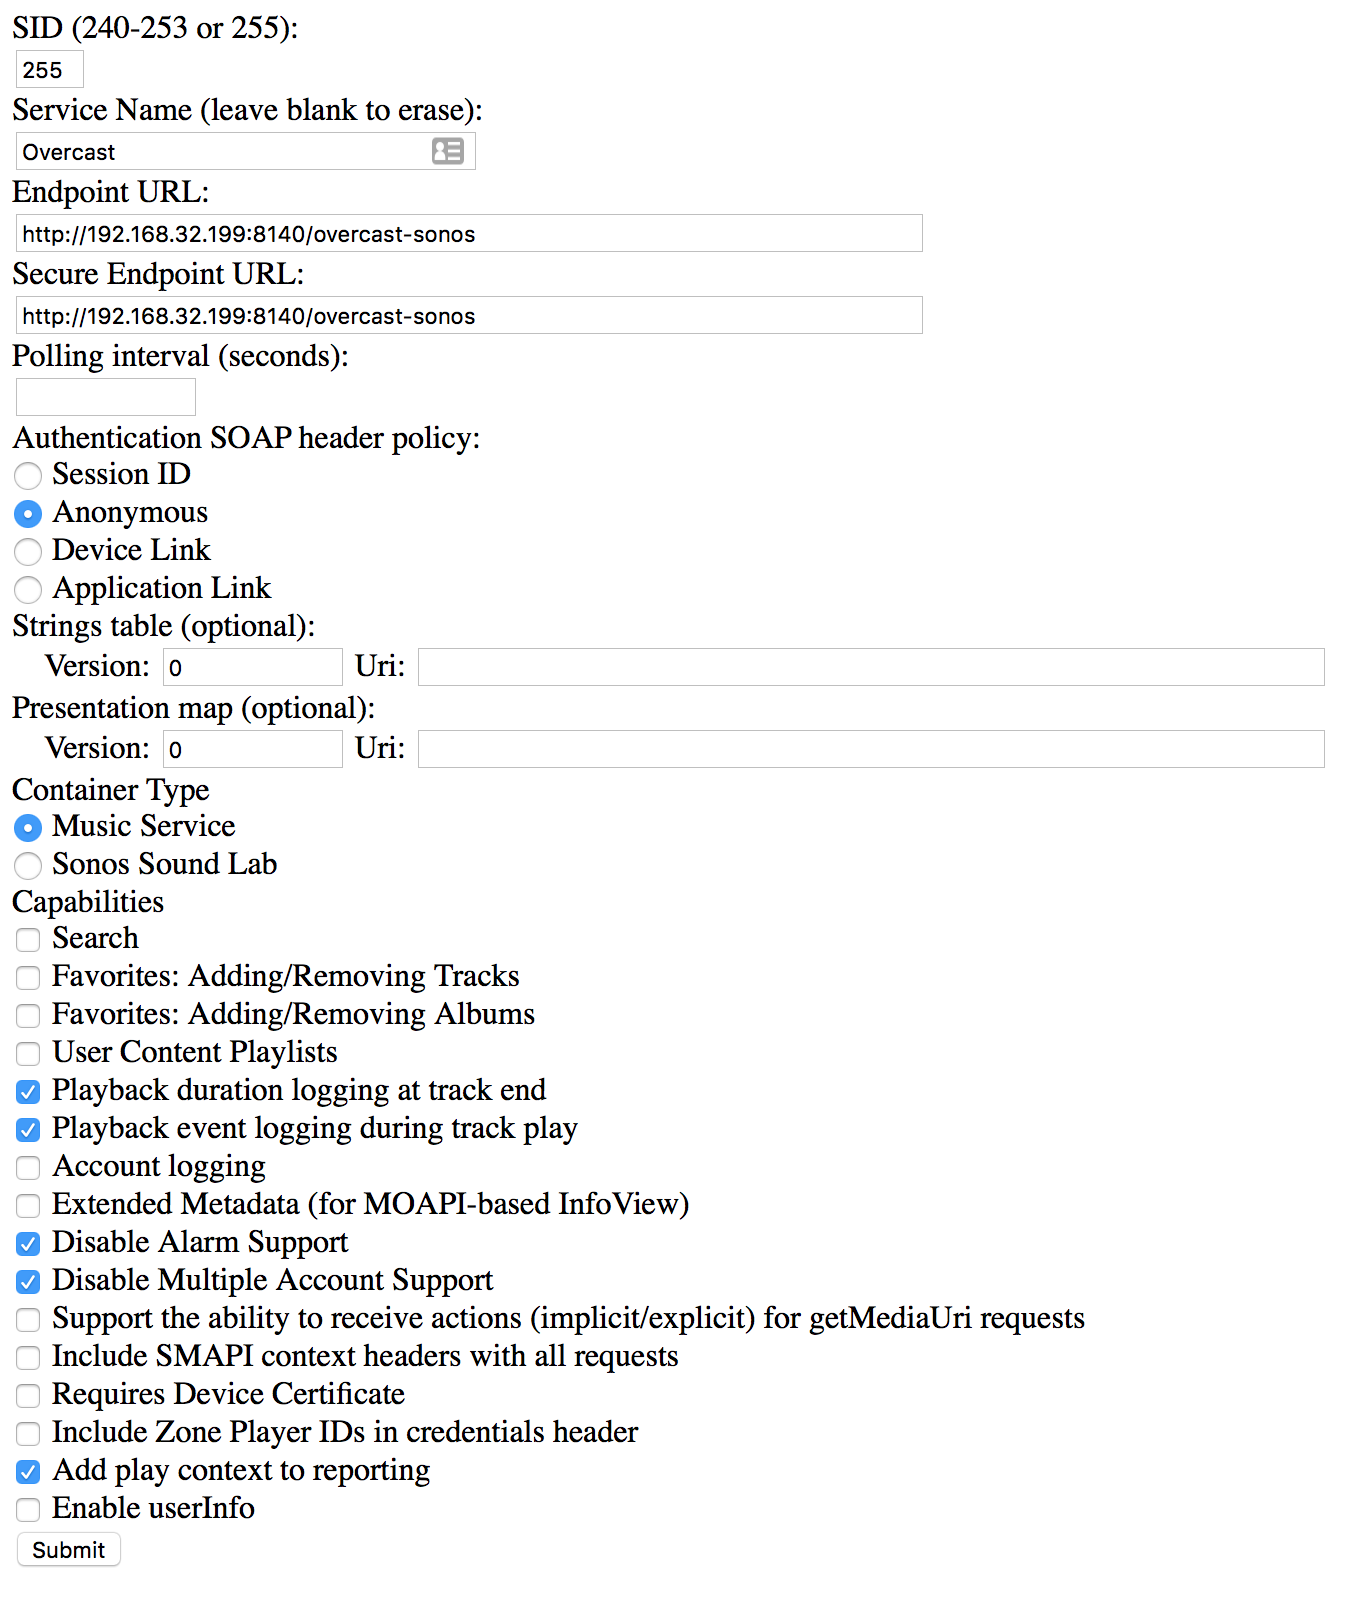 SID (240-253 or 255):
255
Service Name (leave blank to erase):
Overcast
Endpoint URL:
http://192.168.32.199:8140/overcast-sonos
Secure Endpoint URL:
http://192.168.32.199:8140/overcast-sonos
Polling interval (seconds):
Authentication SOAP header policy:
Session ID
Anonymous
Device Link
Application Link
Strings table (optional):
Version: 0 Uri:
Presentation map (optional):
Version: 0 Uri:
Container Type
Music Service
Sonos Sound Lab
Capabilities
Search
Favorites: Adding/Removing Tracks
Favorites: Adding/Removing Albums
User Content Playlists
Playback duration logging at track end
Playback event logging during track play
Account logging
Extended Metadata (for MOAPI-based InfoView)
Disable Alarm Support
Disable Multiple Account Support
Support the ability to receive actions (implicit/explicit) for getMediaUri requests
Include SMAPI context headers with all requests
Requires Device Certificate
Include Zone Player IDs in credentials header
Add play context to reporting
Enable userInfo
Submit